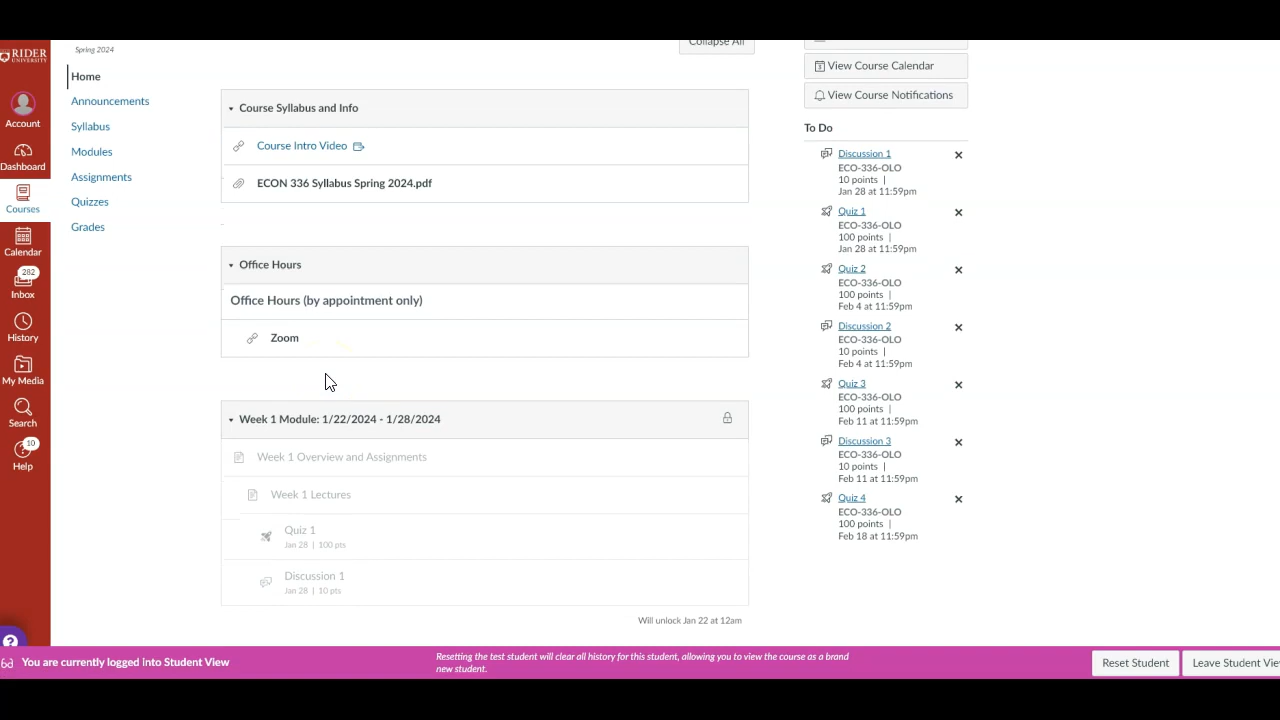 RIDER
UNIVERSITY
Account
Dashboard
Courses
Calendar
282
Inbox
History
My Media
Search
10
Help
Spring 2024
Home
Announcements
Syllabus
Modules
Assignments
Quizzes
Grades
Collapse All
Course Syllabus and Info
Course Intro Video
ECON 336 Syllabus Spring 2024.pdf
Office Hours
Office Hours (by appointment only)
Zoom
Week 1 Module: 1/22/2024 - 1/28/2024
Week 1 Overview and Assignments
Week 1 Lectures
Quiz 1
Jan 28 | 100 pts
Discussion 1
Jan 28 | 10 pts
Will unlock Jan 22 at 12am
View Course Calendar
View Course Notifications
To Do
Discussion 1
ECO-336-OLO
10 points |
Jan 28 at 11:59pm
Quiz 1
ECO-336-OLO
100 points |
Jan 28 at 11:59pm
Quiz 2
ECO-336-OLO
100 points |
Feb 4 at 11:59pm
Discussion 2
ECO-336-OLO
10 points |
Feb 4 at 11:59pm
Quiz 3
ECO-336-OLO
100 points |
Feb 11 at 11:59pm
Discussion 3
ECO-336-OLO
10 points |
Feb 11 at 11:59pm
Quiz 4
ECO-336-OLO
100 points |
Feb 18 at 11:59pm
You are currently logged into Student View
Resetting the test student will clear all history for this student, allowing you to view the course as a brand
new student.
Reset Student
Leave Student Vie